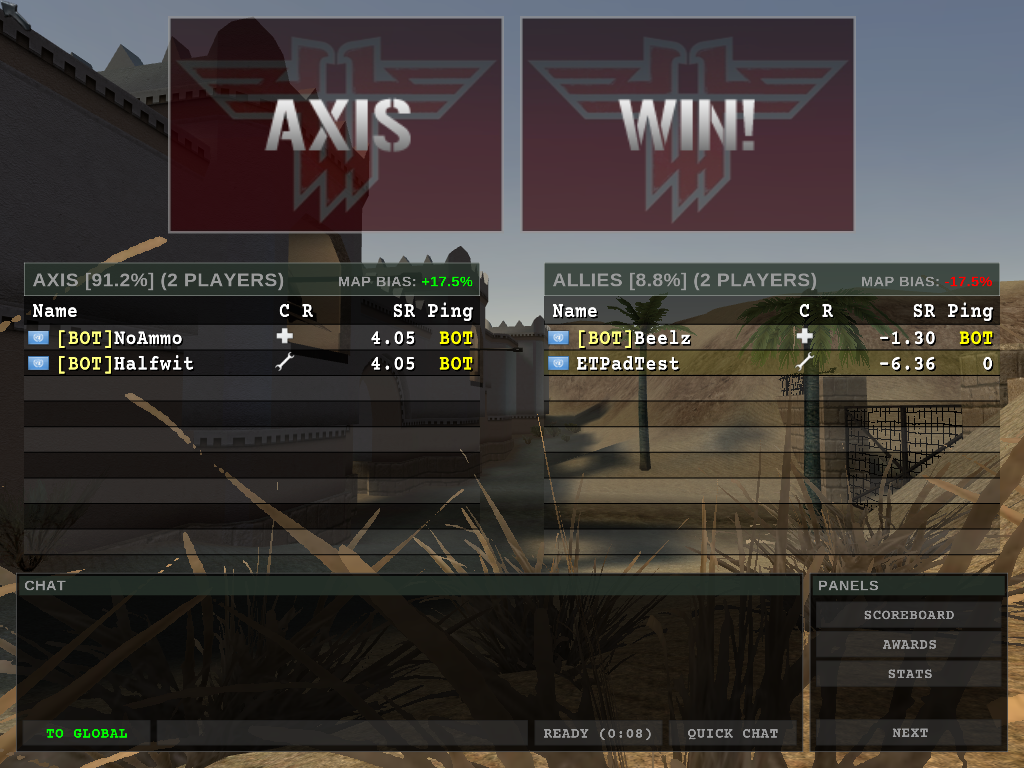 AXIS WIN!
AXIS [91.2%] (2 PLAYERS) MAP BIAS: +17.5%
Name C R SR Ping
[BOT]NoAmmo 4.05 BOT
[BOT]Halfwit 4.05 BOT
ALLIES [8.8%] (2 PLAYERS) MAP BIAS: -17.5%
Name C R SR Ping
[BOT]Beelz -1.30 BOT
ETPadTest -6.36 0
CHAT
TO GLOBAL
READY (0:08)
QUICK CHAT
PANELS
SCOREBOARD
AWARDS
STATS
NEXT